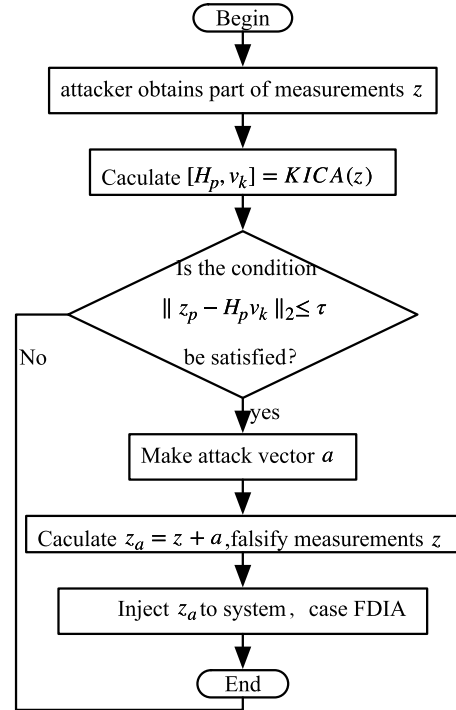 Begin
attacker obtains part of measurements z
Caculate [H_p, v_k] = KICA(z)
Is the condition
∥ z_p − H_p v_k ∥_2 ≤ τ
be satisfied?
No
yes
Make attack vector a
Caculate z_a = z + a,falsify measurements z
Inject z_a to system, case FDIA
End